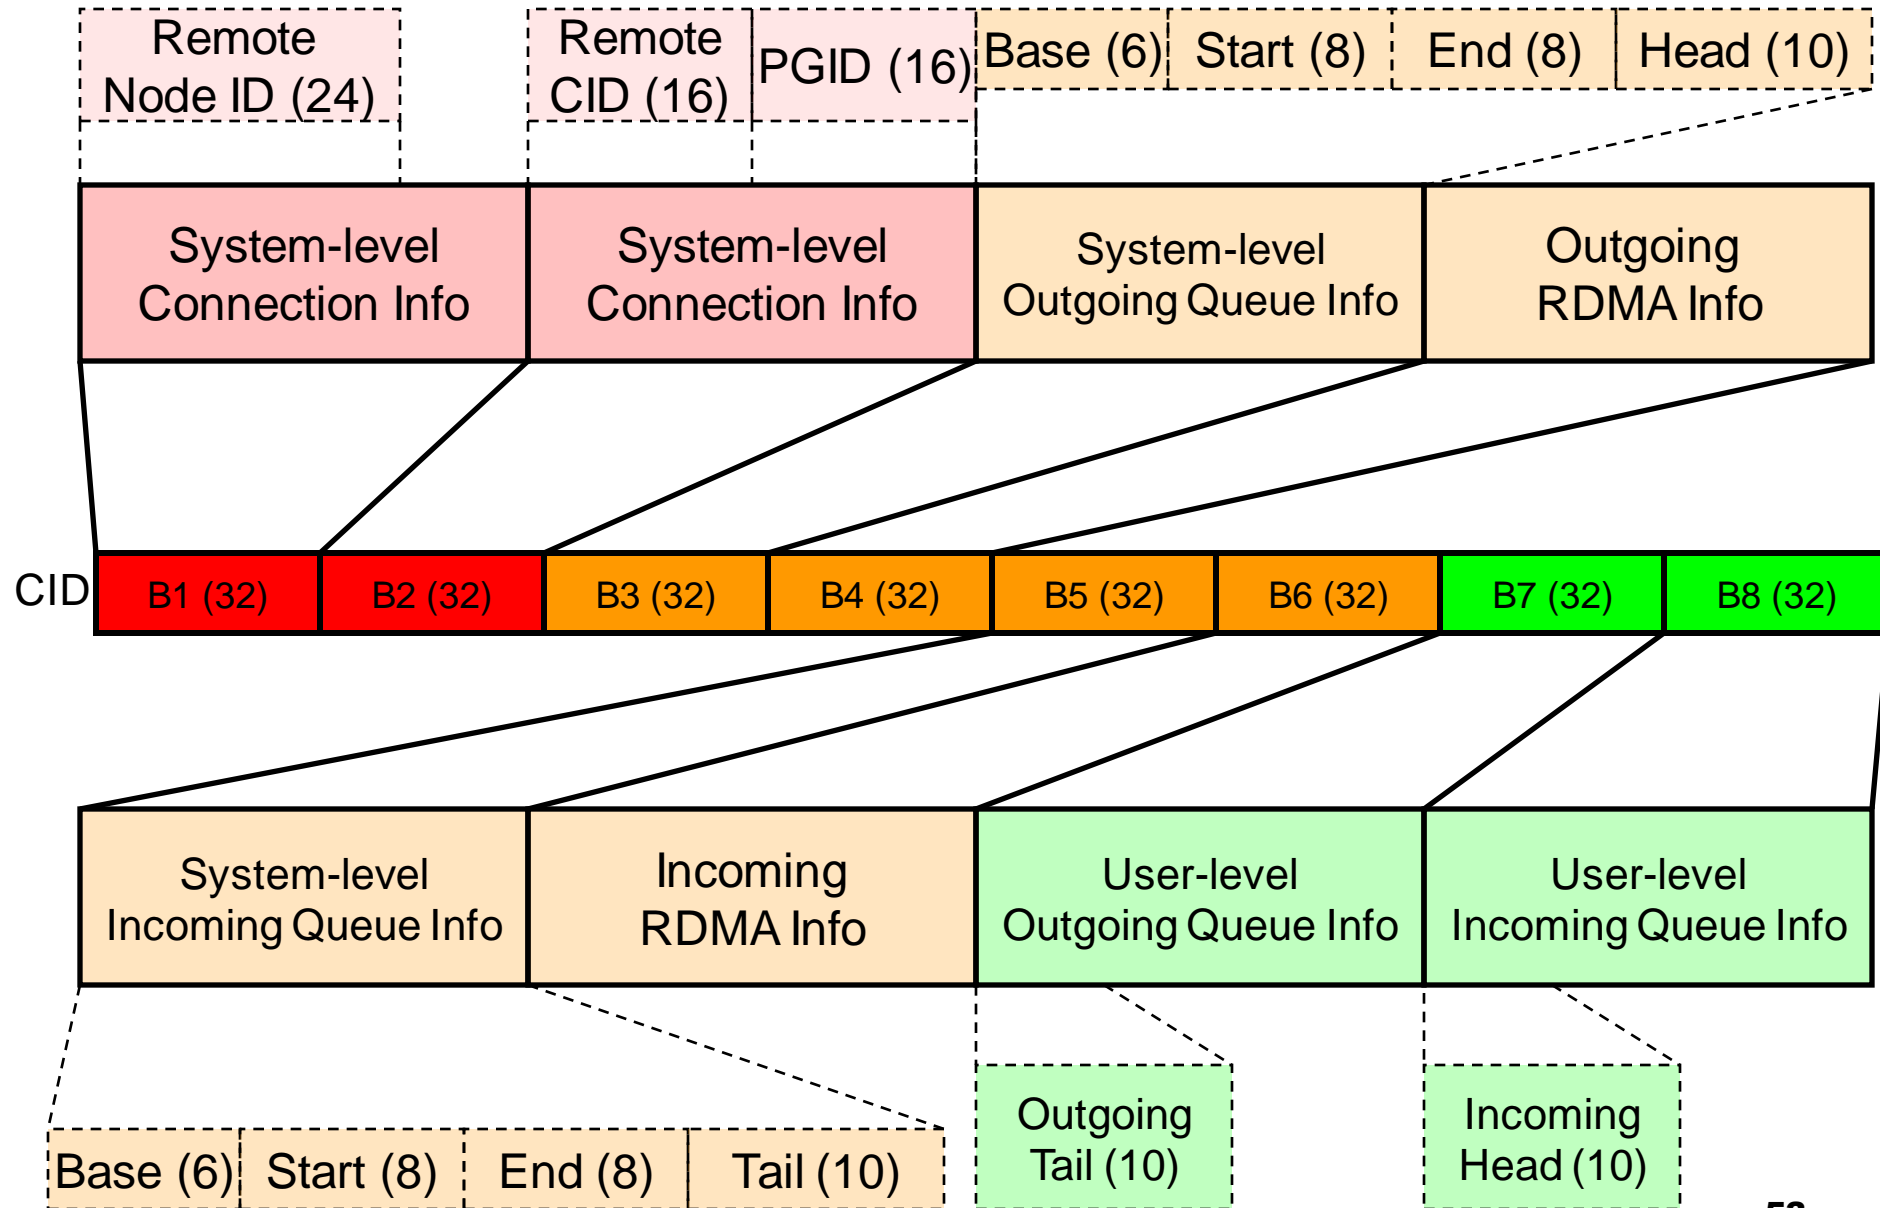 Remote
Node ID (24)
Remote
CID (16)
PGID (16)
Base (6)
Start (8)
End (8)
Head (10)
System-level
Connection Info
System-level
Connection Info
System-level
Outgoing Queue Info
Outgoing
RDMA Info
CID
B1 (32)
B2 (32)
B3 (32)
B4 (32)
B5 (32)
B6 (32)
B7 (32)
B8 (32)
System-level
Incoming Queue Info
Incoming
RDMA Info
User-level
Outgoing Queue Info
User-level
Incoming Queue Info
Base (6)
Start (8)
End (8)
Tail (10)
Outgoing
Tail (10)
Incoming
Head (10)